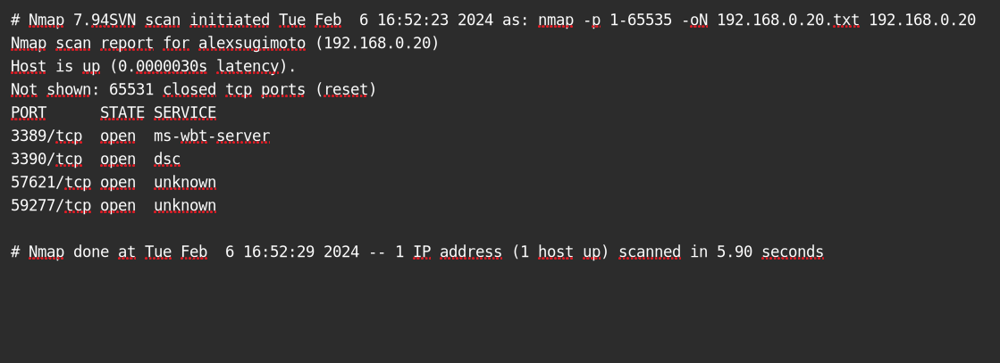 # Nmap 7.94SVN scan initiated Tue Feb  6 16:52:23 2024 as: nmap -p 1-65535 -oN 192.168.0.20.txt 192.168.0.20
Nmap scan report for alexsugimoto (192.168.0.20)
Host is up (0.0000030s latency).
Not shown: 65531 closed tcp ports (reset)
PORT      STATE SERVICE
3389/tcp  open  ms-wbt-server
3390/tcp  open  dsc
57621/tcp open  unknown
59277/tcp open  unknown

# Nmap done at Tue Feb  6 16:52:29 2024 -- 1 IP address (1 host up) scanned in 5.90 seconds